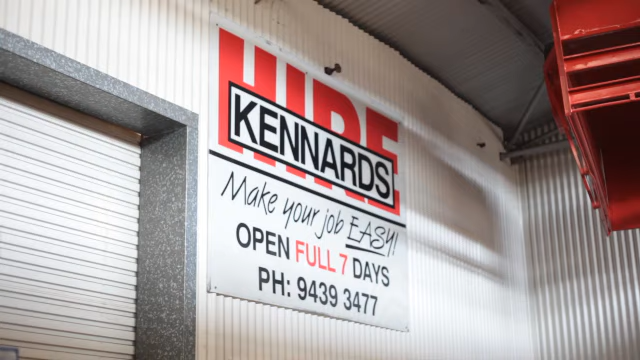 HIRE
KENNARDS
Make your job EASY!
OPEN FULL 7 DAYS
PH: 9439 3477